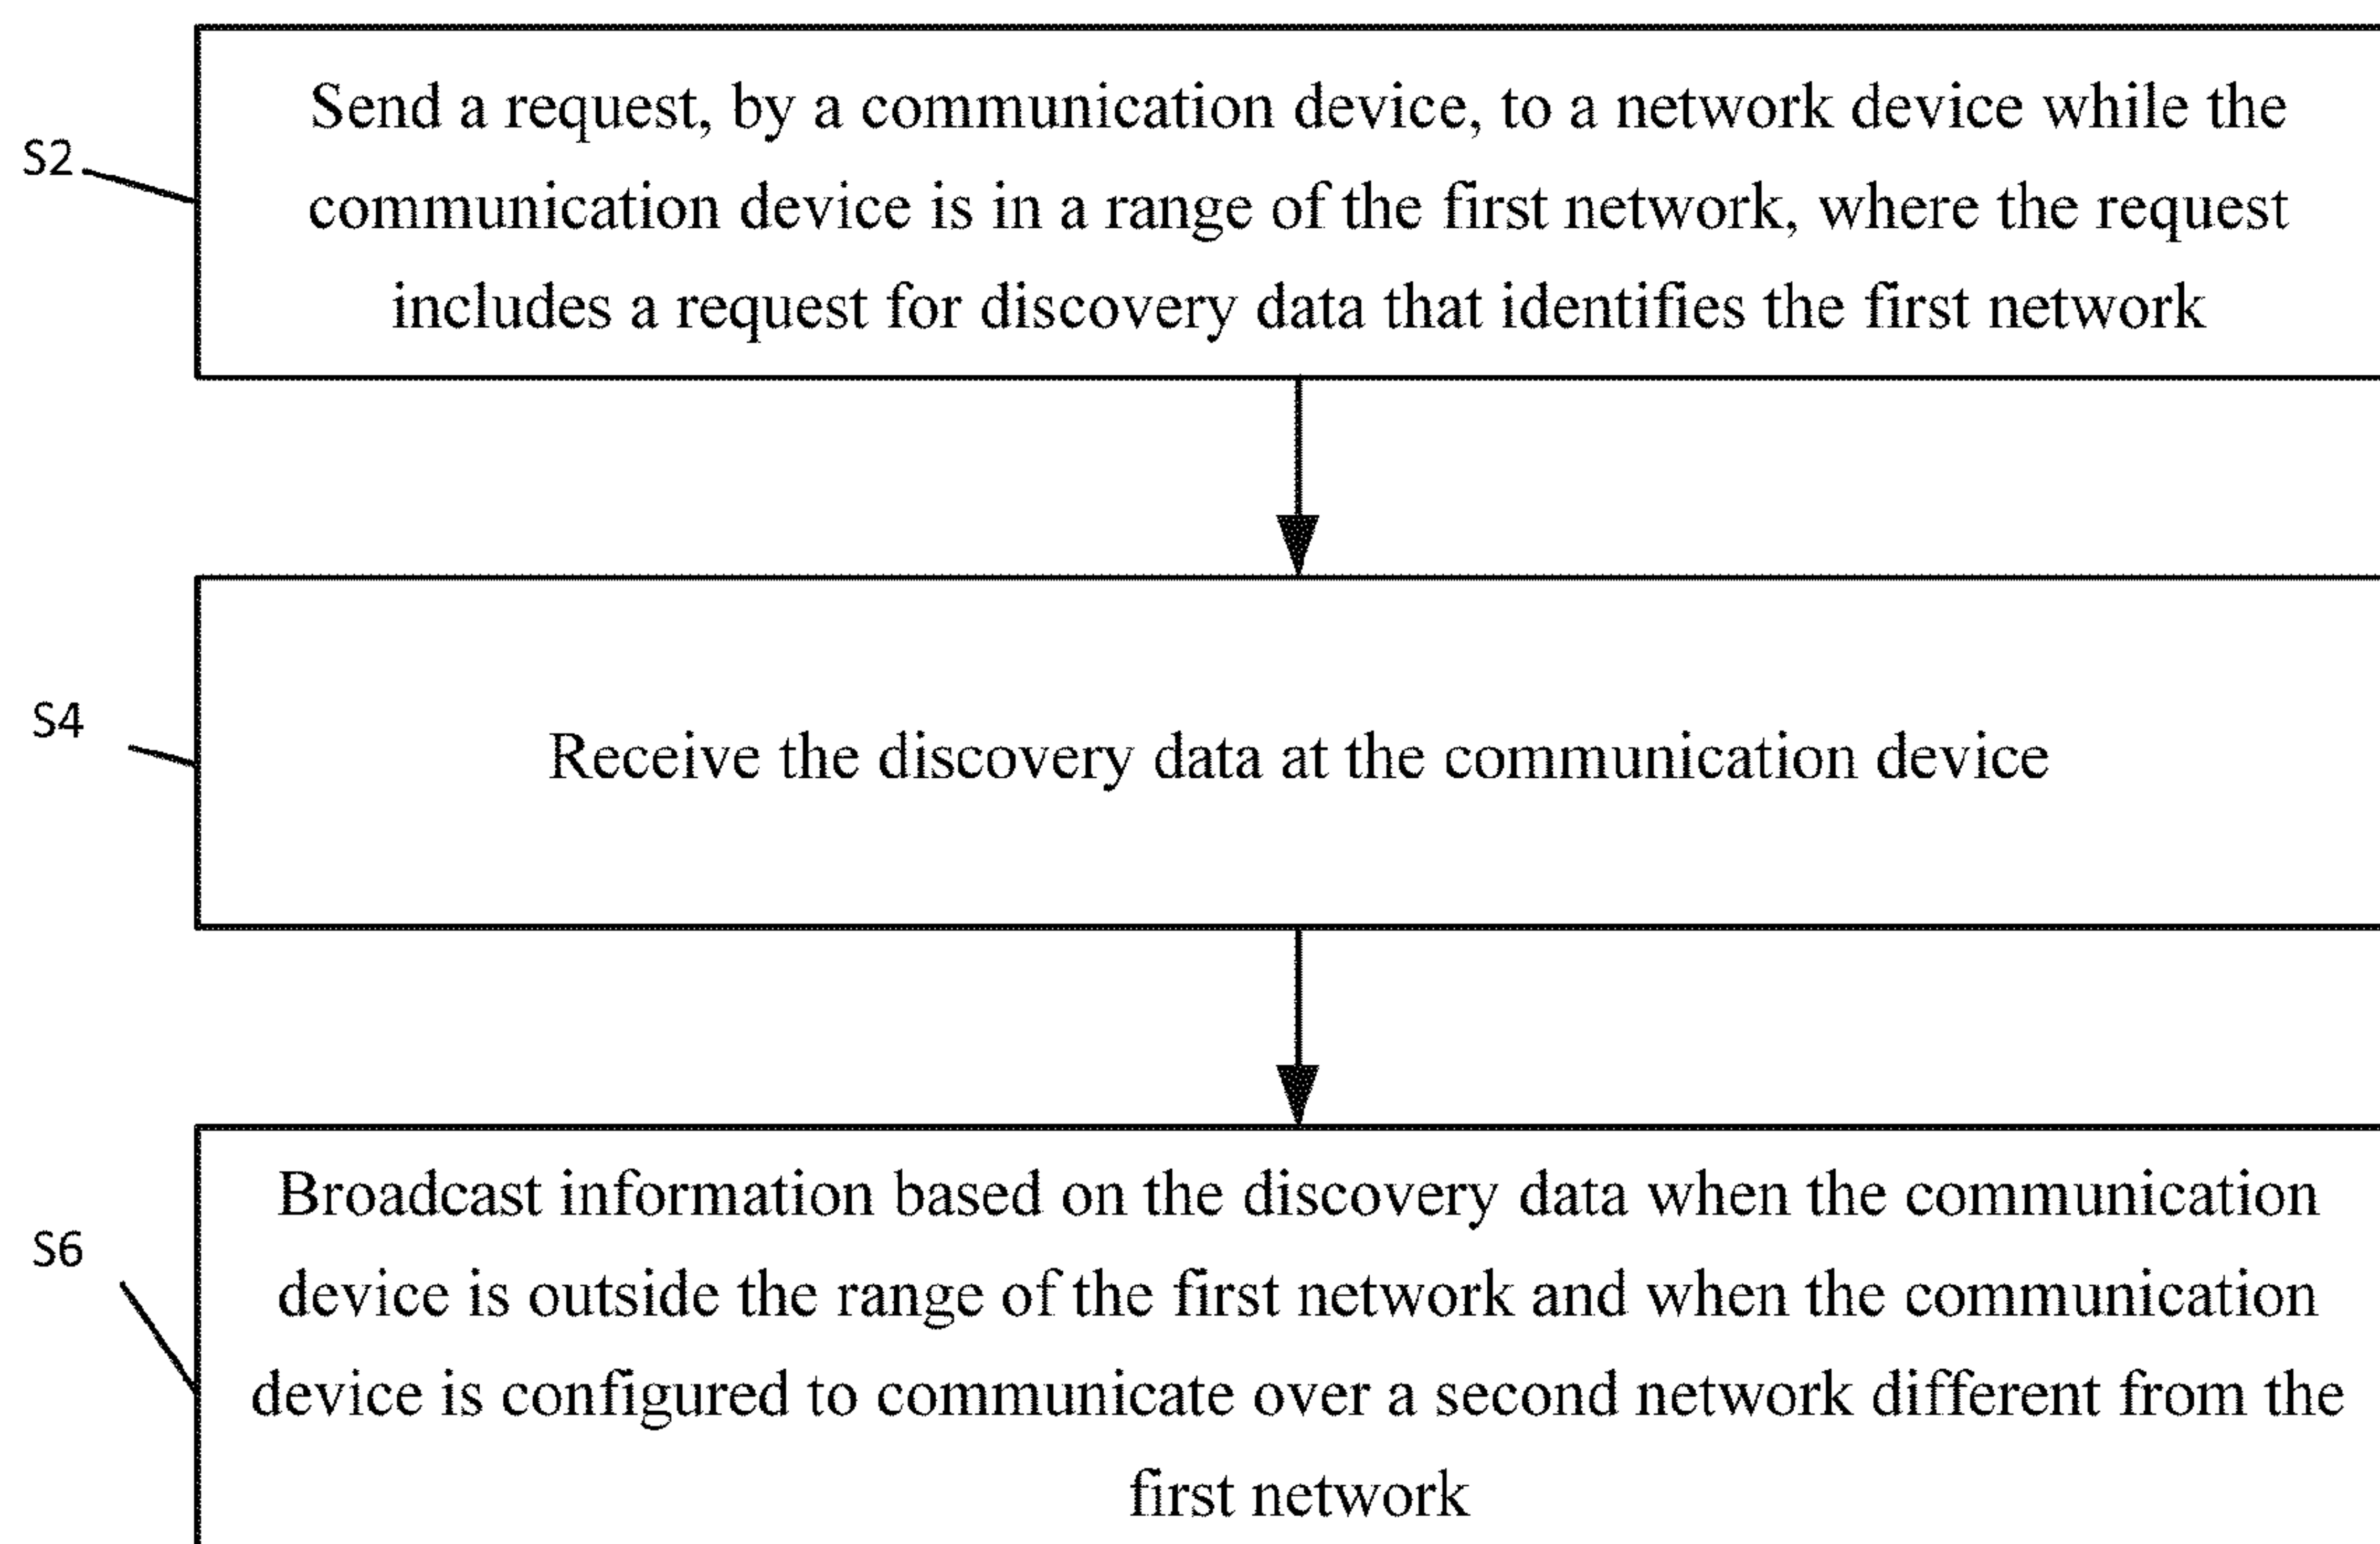 S2
Send a request, by a communication device, to a network device while the
communication device is in a range of the first network, where the request
includes a request for discovery data that identifies the first network
S4
Receive the discovery data at the communication device
S6
Broadcast information based on the discovery data when the communication
device is outside the range of the first network and when the communication
device is configured to communicate over a second network different from the
first network